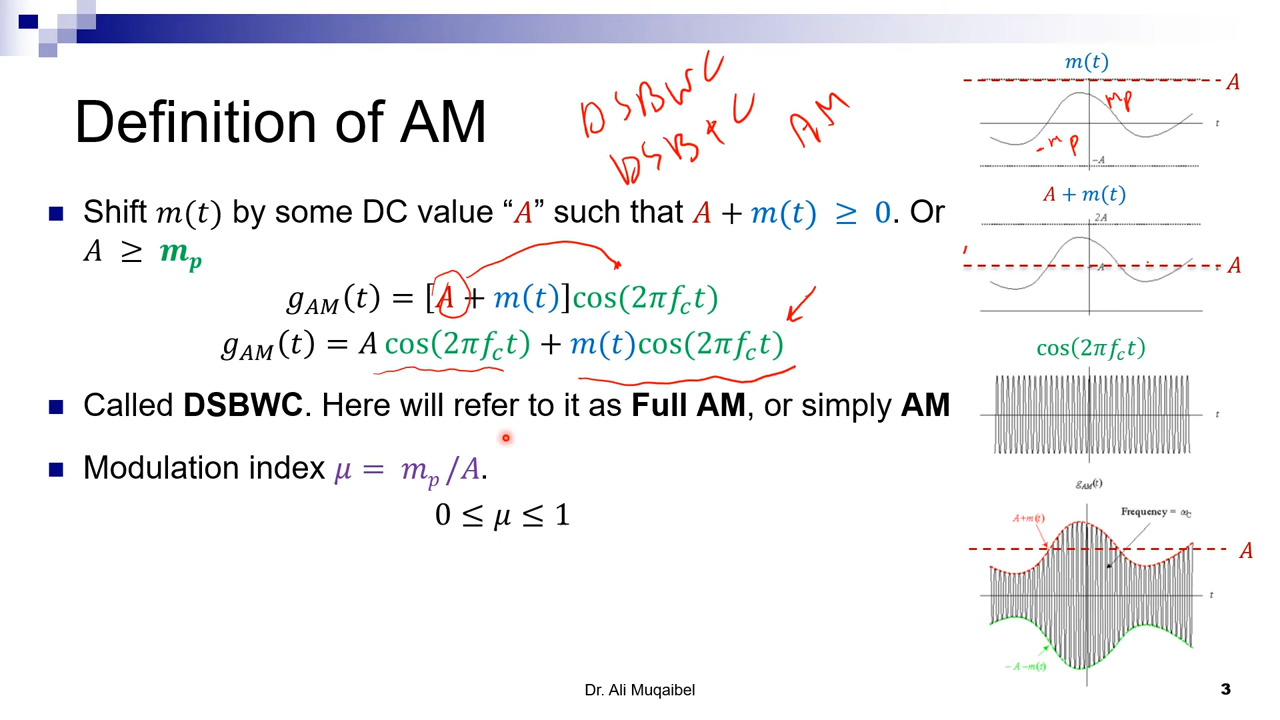 Definition of AM
DSBWC
DSB+C
AM
Shift m(t) by some DC value “A” such that A + m(t) ≥ 0. Or
A ≥ mₚ
g_AM(t) = [A + m(t)]cos(2πf_c t)
g_AM(t) = A cos(2πf_c t) + m(t)cos(2πf_c t)
Called DSBWC. Here will refer to it as Full AM, or simply AM
Modulation index μ = mₚ/A.
0 ≤ μ ≤ 1
m(t)
A
mp
t
-mp
-A
A + m(t)
2A
A
A
t
cos(2πf_c t)
t
g_AM(t)
A+m(t)
Frequency = ω_C
A
t
-A-m(t)
Dr. Ali Muqaibel
3